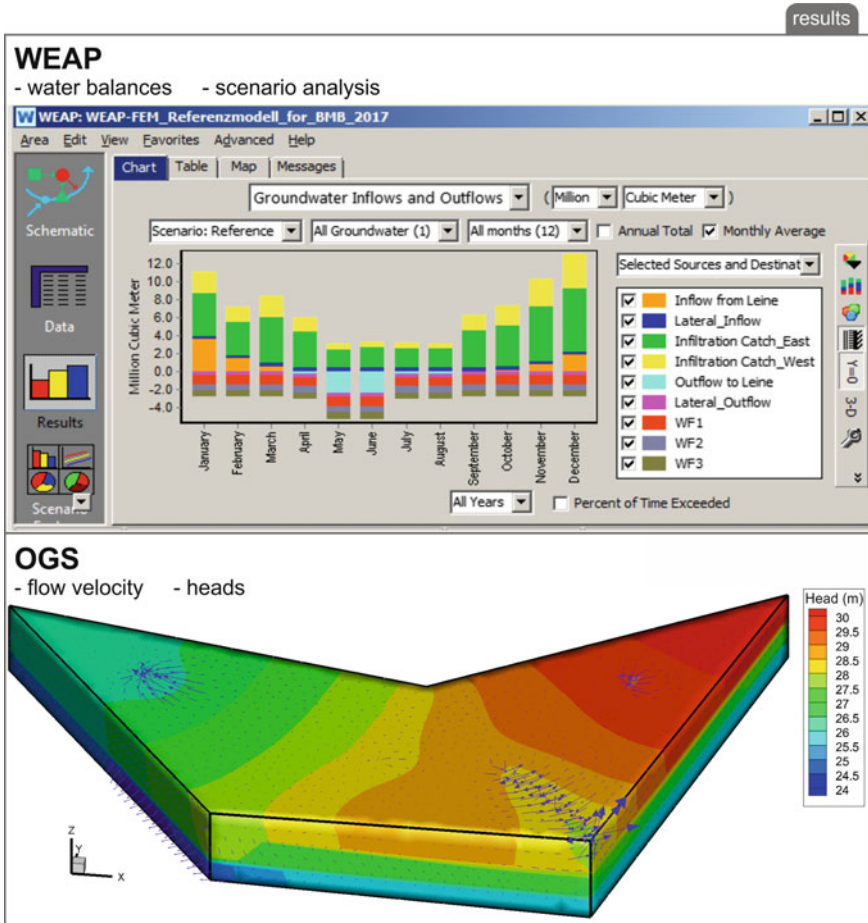 results
WEAP
- water balances - scenario analysis
WEAP: WEAP-FEM_Referenzmodell_for_BMB_2017
Area Edit View Favorites Advanced Help
Chart Table Map Messages
Groundwater Inflows and Outflows ( Million Cubic Meter )
Scenario: Reference All Groundwater (1) All months (12) Annual Total Monthly Average
Schematic
Data
Results
Million Cubic Meter
12.0
10.0
8.0
6.0
4.0
2.0
0.0
-2.0
-4.0
January
February
March
April
May
June
July
August
September
October
November
December
Selected Sources and Destinat
Inflow from Leine
Lateral_Inflow
Infiltration Catch_East
Infiltration Catch_West
Outflow to Leine
Lateral_Outflow
WF1
WF2
WF3
Y=0
3-D
All Years Percent of Time Exceeded
OGS
- flow velocity - heads
Head (m)
30
29.5
29
28.5
28
27.5
27
26.5
26
25.5
25
24.5
24
Z
Y
X